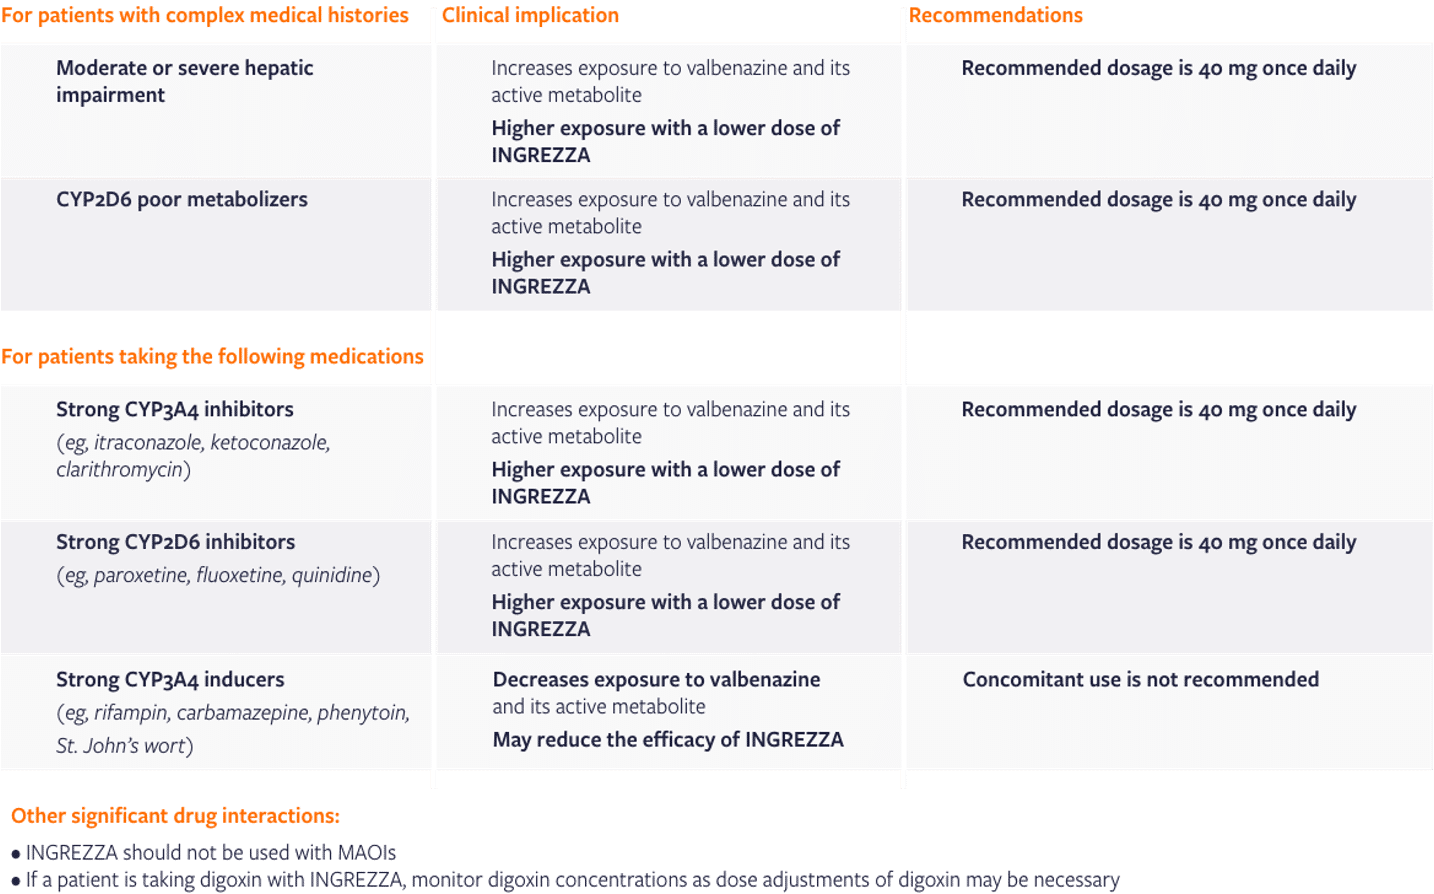 For patients with complex medical histories
Clinical implication
Recommendations
Moderate or severe hepatic
impairment
Increases exposure to valbenazine and its
active metabolite
Higher exposure with a lower dose of
INGREZZA
Recommended dosage is 40 mg once daily
CYP2D6 poor metabolizers
Increases exposure to valbenazine and its
active metabolite
Higher exposure with a lower dose of
INGREZZA
Recommended dosage is 40 mg once daily
For patients taking the following medications
Strong CYP3A4 inhibitors
(eg, itraconazole, ketoconazole,
clarithromycin)
Increases exposure to valbenazine and its
active metabolite
Higher exposure with a lower dose of
INGREZZA
Recommended dosage is 40 mg once daily
Strong CYP2D6 inhibitors
(eg, paroxetine, fluoxetine, quinidine)
Increases exposure to valbenazine and its
active metabolite
Higher exposure with a lower dose of
INGREZZA
Recommended dosage is 40 mg once daily
Strong CYP3A4 inducers
(eg, rifampin, carbamazepine, phenytoin,
St. John’s wort)
Decreases exposure to valbenazine
and its active metabolite
May reduce the efficacy of INGREZZA
Concomitant use is not recommended
Other significant drug interactions:
• INGREZZA should not be used with MAOIs
• If a patient is taking digoxin with INGREZZA, monitor digoxin concentrations as dose adjustments of digoxin may be necessary